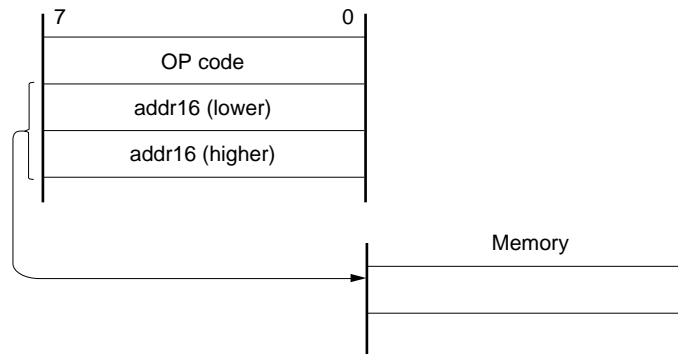 7 0
OP code
addr16 (lower)
addr16 (higher)
Memory